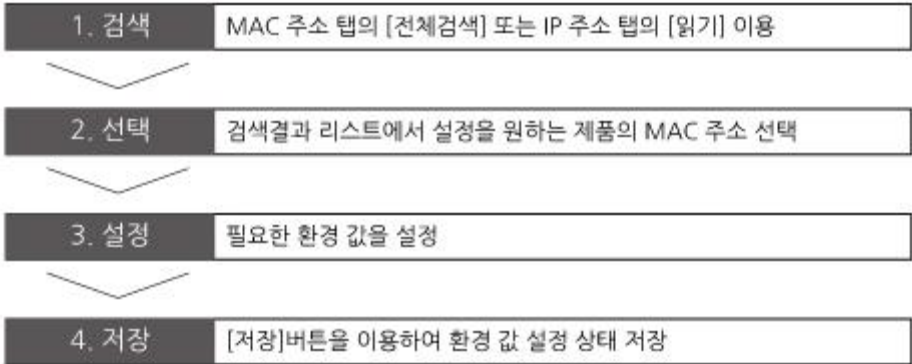 1. 검색 MAC 주소 탭의 [전체검색] 또는 IP 주소 탭의 [읽기] 이용
2. 선택 검색결과 리스트에서 설정을 원하는 제품의 MAC 주소 선택
3. 설정 필요한 환경 값을 설정
4. 저장 [저장]버튼을 이용하여 환경 값 설정 상태 저장